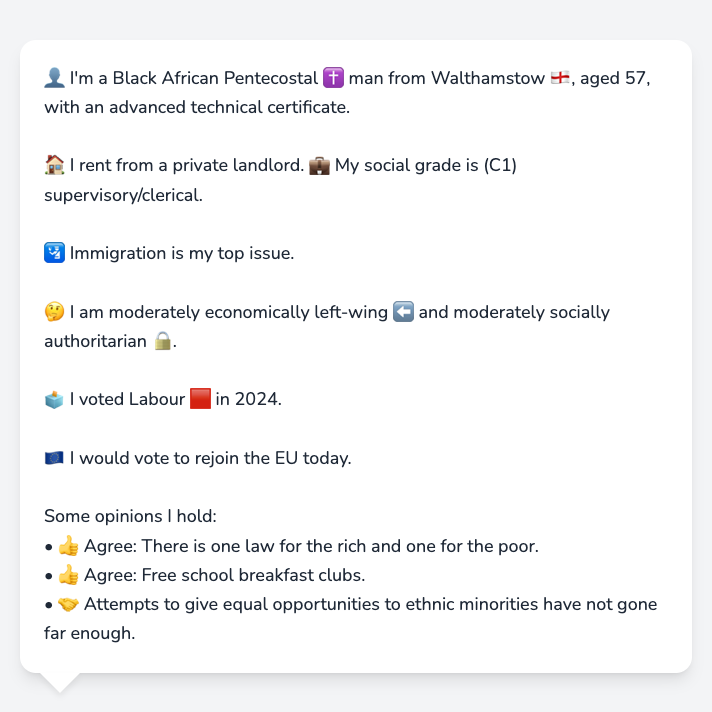 👤 I'm a Black African Pentecostal ✝️ man from Walthamstow 🏴󠁧󠁢󠁥󠁮󠁧󠁿, aged 57,
with an advanced technical certificate.
🏠 I rent from a private landlord. 💼 My social grade is (C1)
supervisory/clerical.
🛂 Immigration is my top issue.
🤔 I am moderately economically left-wing ⬅️ and moderately socially
authoritarian 🔒.
🗳️ I voted Labour 🟥 in 2024.
🇪🇺 I would vote to rejoin the EU today.
Some opinions I hold:
• 👍 Agree: There is one law for the rich and one for the poor.
• 👍 Agree: Free school breakfast clubs.
• 🤝 Attempts to give equal opportunities to ethnic minorities have not gone
far enough.